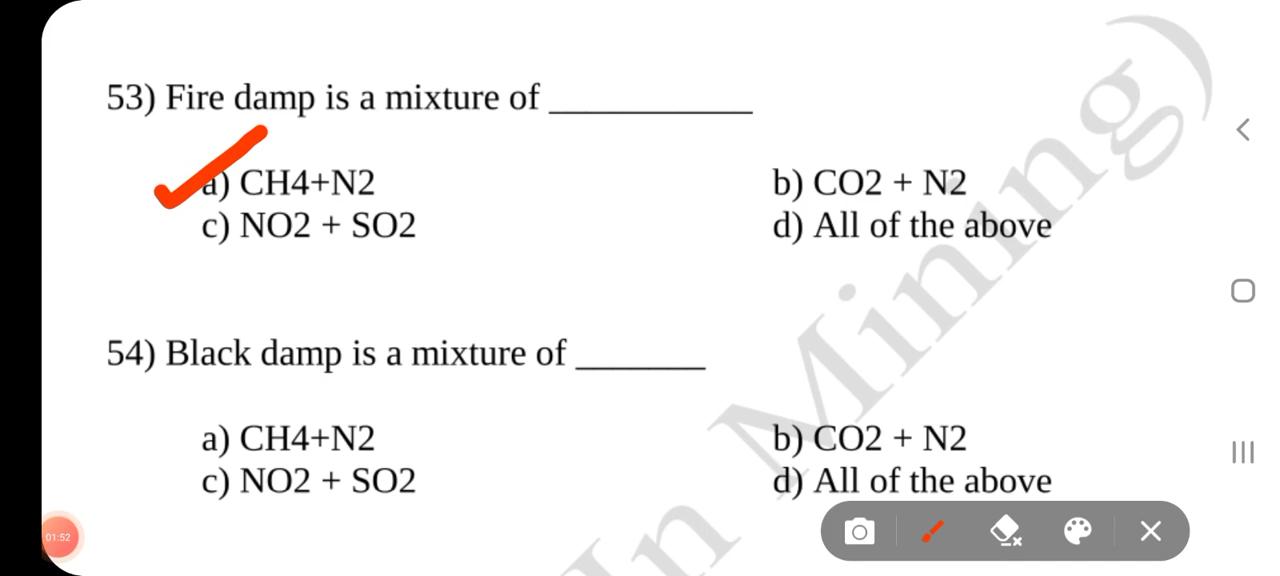 53) Fire damp is a mixture of ___________
a) CH4+N2
b) CO2 + N2
c) NO2 + SO2
d) All of the above
54) Black damp is a mixture of _______
a) CH4+N2
b) CO2 + N2
c) NO2 + SO2
d) All of the above
In Mining)
01:52